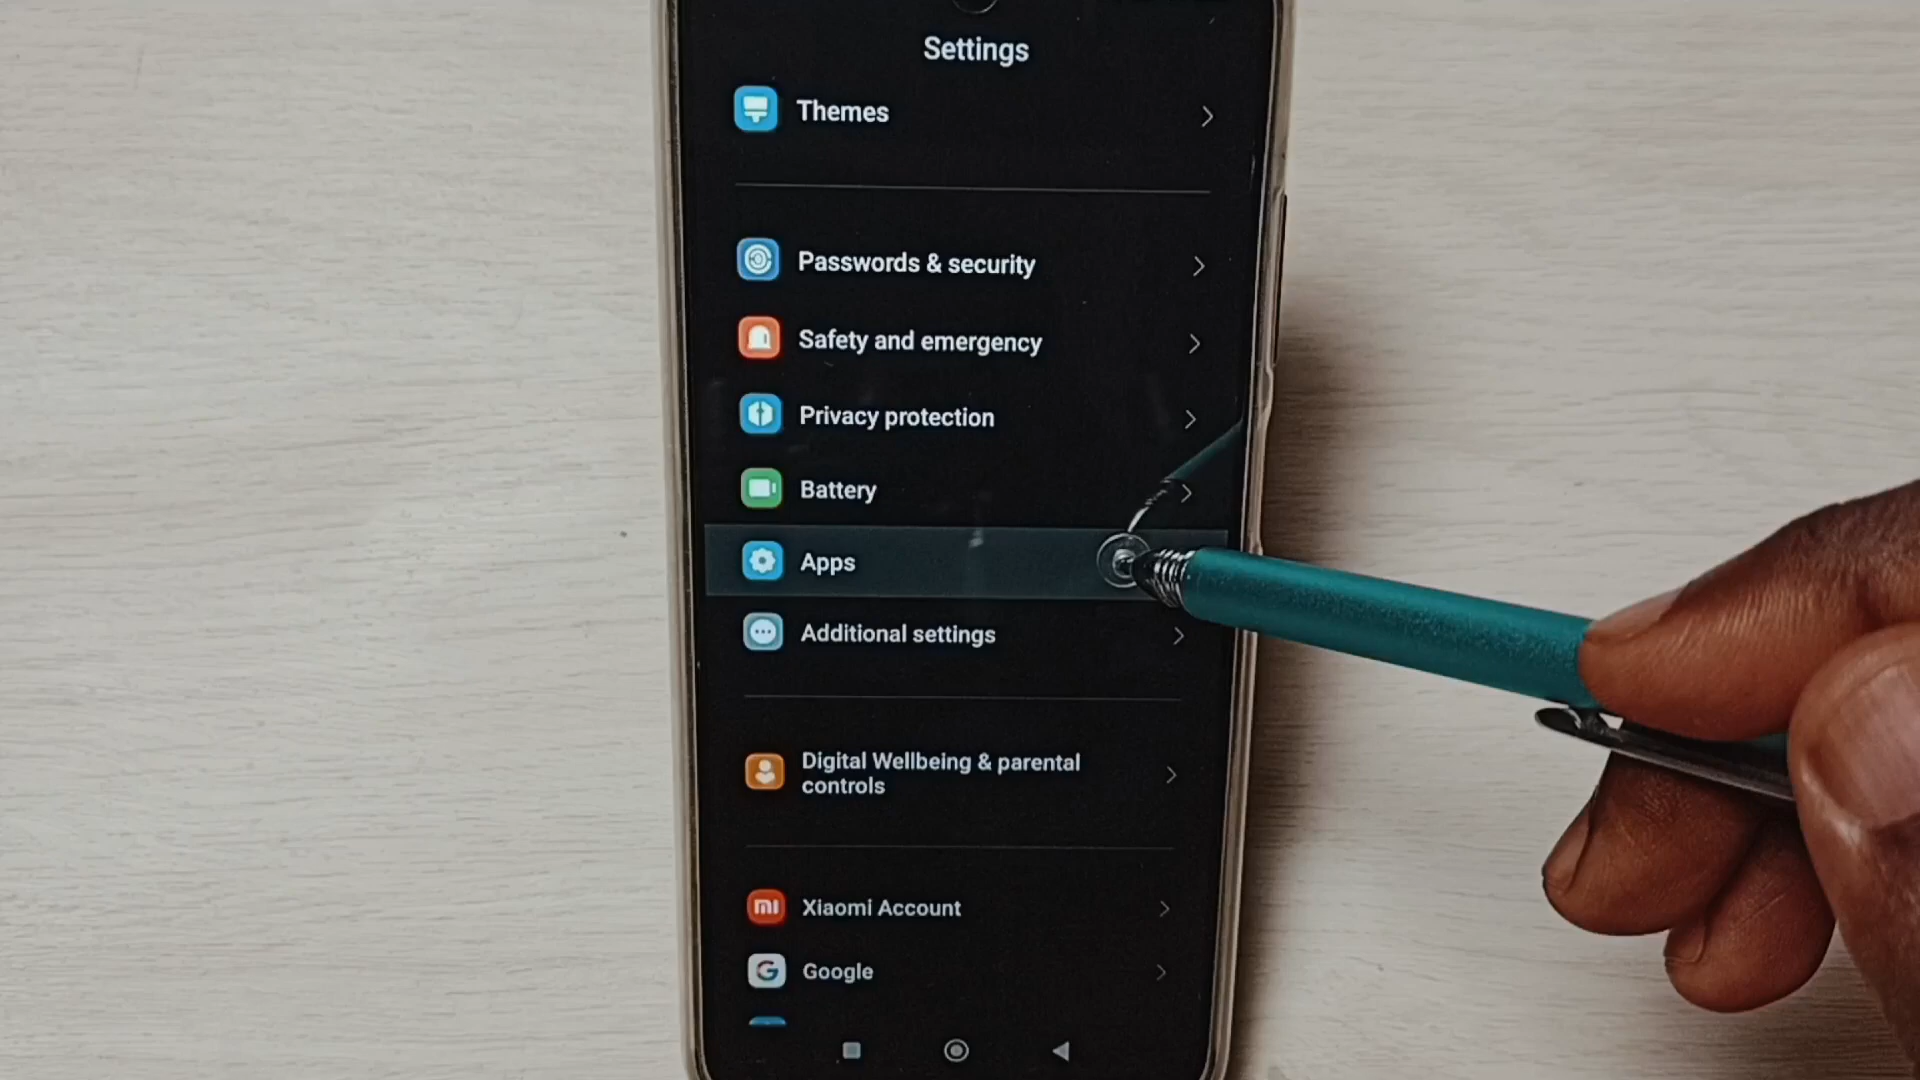 Settings
Themes
Passwords & security
Safety and emergency
Privacy protection
Battery
Apps
Additional settings
Digital Wellbeing & parental
controls
mi
Xiaomi Account
G
Google